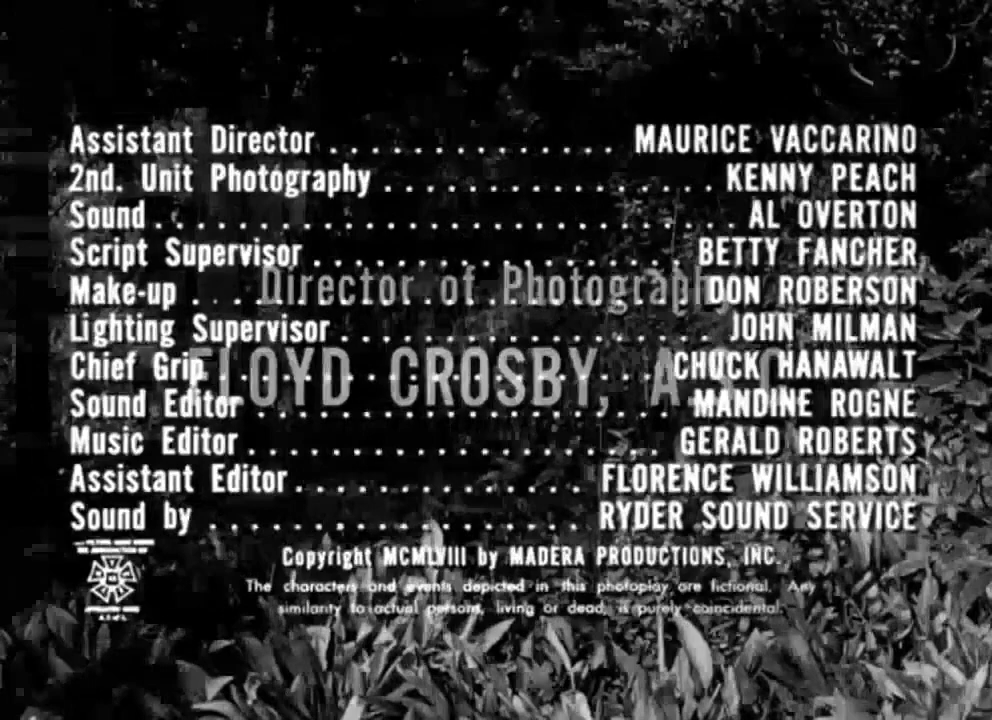 Assistant Director . . . . . . . . . . . . . . MAURICE VACCARINO
2nd. Unit Photography . . . . . . . . . . . . . . . . . KENNY PEACH
Sound . . . . . . . . . . . . . . . . . . . . . . . . . . . AL OVERTON
Script Supervisor . . . . . . . . . . . . . . . . . . BETTY FANCHER
Director of Photography
Make-up . . . . . . . . . . . . . . . . . . . . . . . . DON ROBERSON
Lighting Supervisor . . . . . . . . . . . . . . . . . JOHN MILMAN
FLOYD CROSBY, A.S.C.
Chief Grip . . . . . . . . . . . . . . . . . . . . . . CHUCK HANAWALT
Sound Editor . . . . . . . . . . . . . . . . . . . . MANDINE ROGNE
Music Editor . . . . . . . . . . . . . . . . . . . . GERALD ROBERTS
Assistant Editor . . . . . . . . . . . . . . . FLORENCE WILLIAMSON
Sound by . . . . . . . . . . . . . . . . . . RYDER SOUND SERVICE
Copyright MCMLVIII by MADERA PRODUCTIONS, INC.
The characters and events depicted in this photoplay are fictional. Any
similarity to actual persons, living or dead, is purely coincidental.